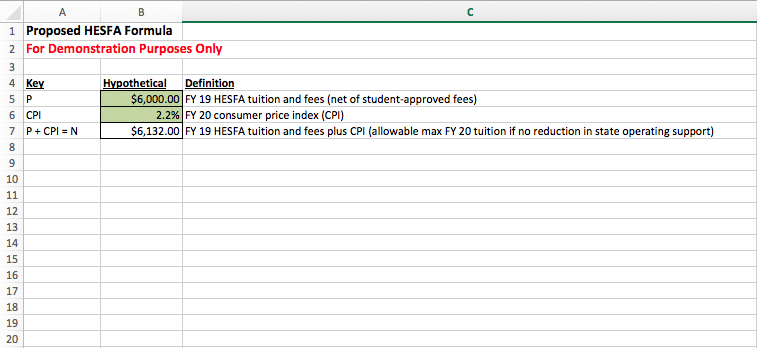 A B C
1 Proposed HESFA Formula
2 For Demonstration Purposes Only
3
4 Key Hypothetical Definition
5 P $6,000.00 FY 19 HESFA tuition and fees (net of student-approved fees)
6 CPI 2.2% FY 20 consumer price index (CPI)
7 P + CPI = N $6,132.00 FY 19 HESFA tuition and fees plus CPI (allowable max FY 20 tuition if no reduction in state operating support)
8
9
10
11
12
13
14
15
16
17
18
19
20